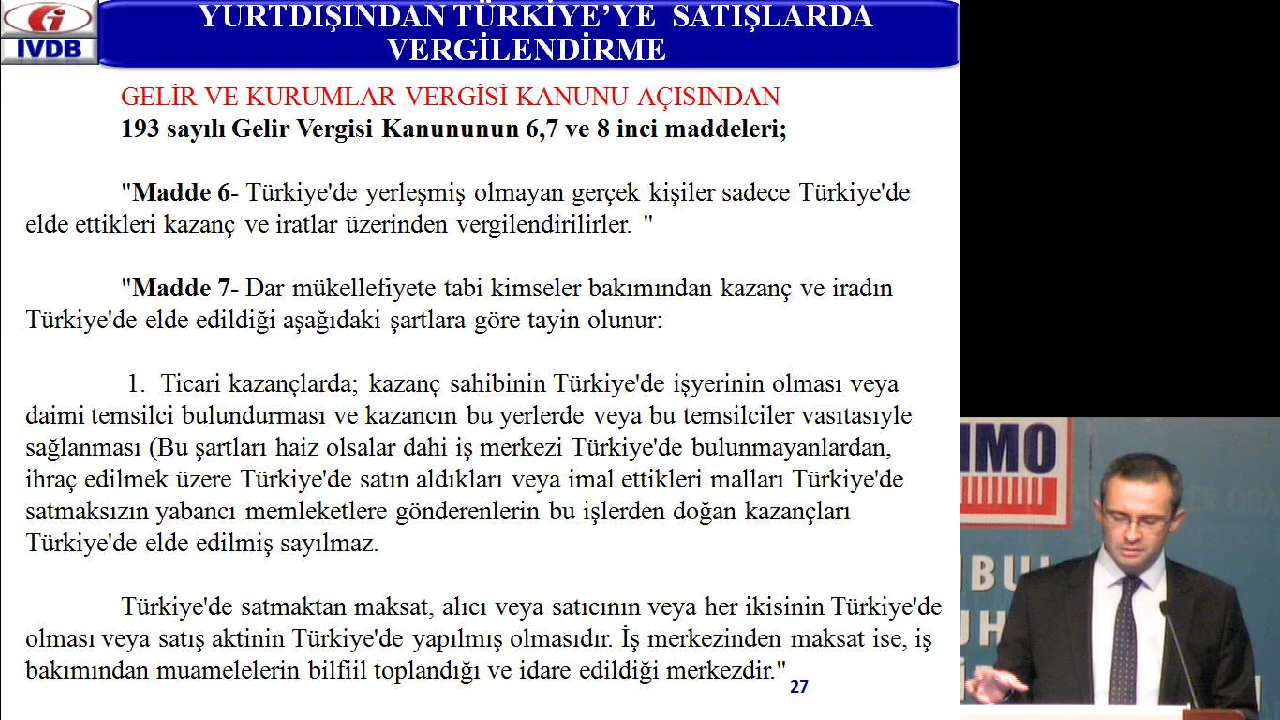 IVDB
YURTDIŞINDAN TÜRKİYE’YE SATIŞLARDA
VERGİLENDİRME
GELİR VE KURUMLAR VERGİSİ KANUNU AÇISINDAN
193 sayılı Gelir Vergisi Kanununun 6,7 ve 8 inci maddeleri;
"Madde 6- Türkiye'de yerleşmiş olmayan gerçek kişiler sadece Türkiye'de
elde ettikleri kazanç ve iratlar üzerinden vergilendirilirler. "
"Madde 7- Dar mükellefiyete tabi kimseler bakımından kazanç ve iradın
Türkiye'de elde edildiği aşağıdaki şartlara göre tayin olunur:
1. Ticari kazançlarda; kazanç sahibinin Türkiye'de işyerinin olması veya
daimi temsilci bulundurması ve kazancın bu yerlerde veya bu temsilciler vasıtasıyle
sağlanması (Bu şartları haiz olsalar dahi iş merkezi Türkiye'de bulunmayanlardan,
ihraç edilmek üzere Türkiye'de satın aldıkları veya imal ettikleri malları Türkiye'de
satmaksızın yabancı memleketlere gönderenlerin bu işlerden doğan kazançları
Türkiye'de elde edilmiş sayılmaz.
Türkiye'de satmaktan maksat, alıcı veya satıcının veya her ikisinin Türkiye'de
olması veya satış aktinin Türkiye'de yapılmış olmasıdır. İş merkezinden maksat ise, iş
bakımından muamelelerin bilfiil toplandığı ve idare edildiği merkezdir."
27
MMO